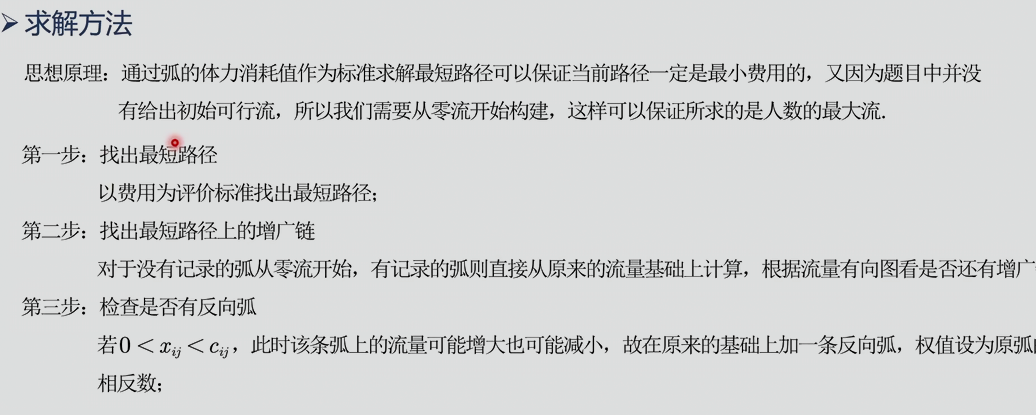 ➢ 求解方法
思想原理：通过弧的体力消耗值作为标准求解最短路径可以保证当前路径一定是最小费用的，又因为题目中并没
有给出初始可行流，所以我们需要从零流开始构建，这样可以保证所求的是人数的最大流.
第一步：找出最短路径
以费用为评价标准找出最短路径；
第二步：找出最短路径上的增广链
对于没有记录的弧从零流开始，有记录的弧则直接从原来的流量基础上计算，根据流量有向图看是否还有增广
第三步：检查是否有反向弧
若0 < x_{ij} < c_{ij}，此时该条弧上的流量可能增大也可能减小，故在原来的基础上加一条反向弧，权值设为原弧
相反数；